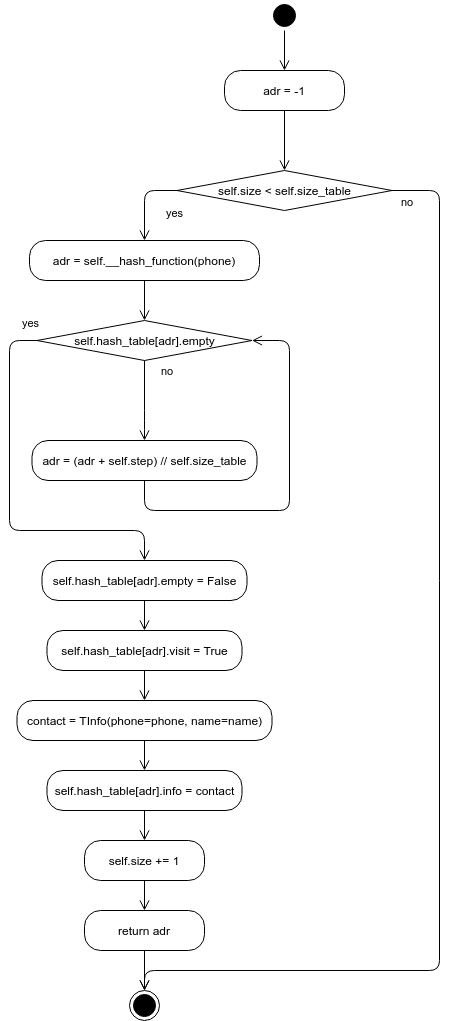 adr = -1
self.size < self.size_table
yes
no
adr = self.__hash_function(phone)
yes
self.hash_table[adr].empty
no
adr = (adr + self.step) // self.size_table
self.hash_table[adr].empty = False
self.hash_table[adr].visit = True
contact = TInfo(phone=phone, name=name)
self.hash_table[adr].info = contact
self.size += 1
return adr